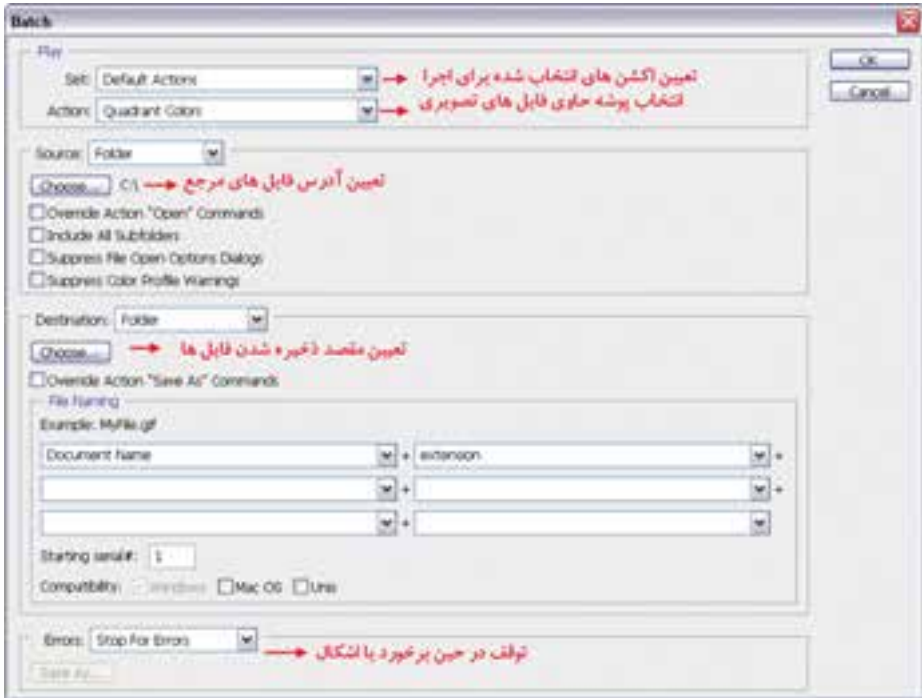 Batch
Play
OK
Set: Default Actions تعیین اکشن های انتخاب شده برای اجرا
Cancel
Action: Quadrant Colors انتخاب پوشه حاوی فایل های تصویری
Source: Folder
Choose... C:\ تعیین آدرس فایل های مرجع
Override Action "Open" Commands
Include All Subfolders
Suppress File Open Options Dialogs
Suppress Color Profile Warnings
Destination: Folder
Choose... تعیین مقصد ذخیره شدن فایل ها
Override Action "Save As" Commands
File Naming
Example: MyFile.gif
Document Name + extension +
+ +
+
Starting serial#: 1
Compatibility: Windows Mac OS Unix
Errors: Stop For Errors توقف در حین برخورد با اشکال
Save As...